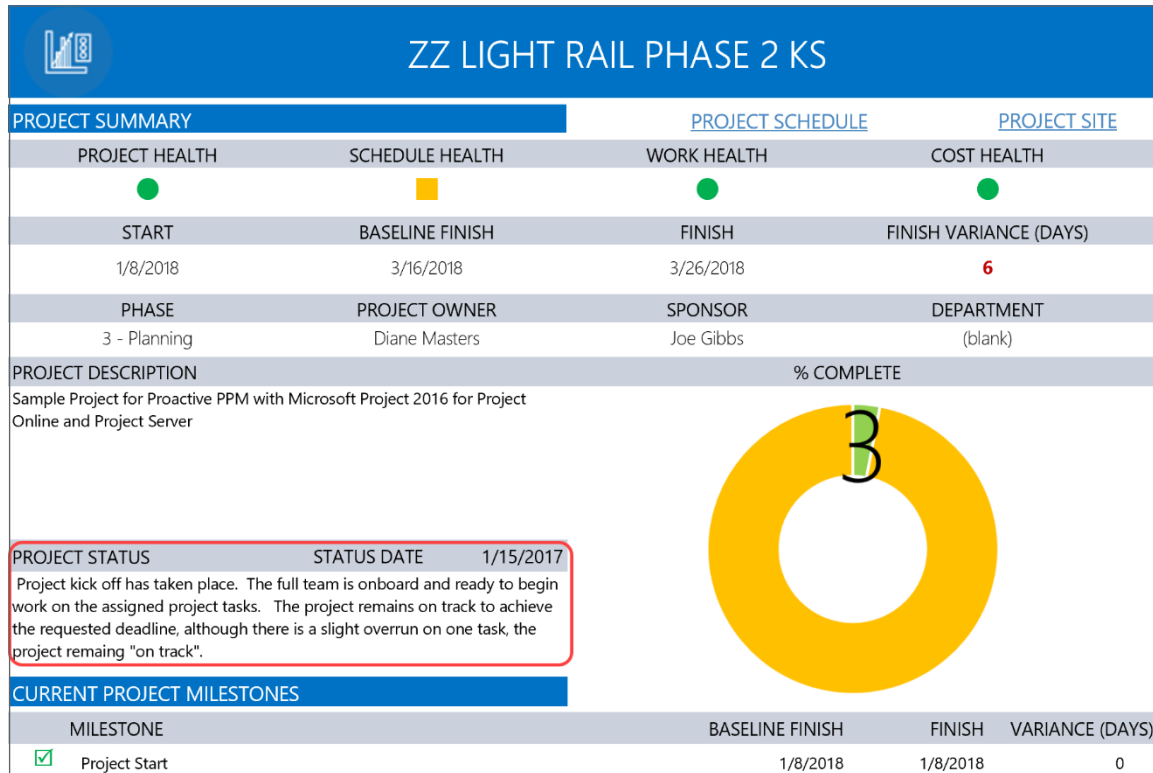 ZZ LIGHT RAIL PHASE 2 KS
PROJECT SUMMARY PROJECT SCHEDULE PROJECT SITE
PROJECT HEALTH SCHEDULE HEALTH WORK HEALTH COST HEALTH
START BASELINE FINISH FINISH FINISH VARIANCE (DAYS)
1/8/2018 3/16/2018 3/26/2018 6
PHASE PROJECT OWNER SPONSOR DEPARTMENT
3 - Planning Diane Masters Joe Gibbs (blank)
PROJECT DESCRIPTION % COMPLETE
Sample Project for Proactive PPM with Microsoft Project 2016 for Project
Online and Project Server
3
PROJECT STATUS STATUS DATE 1/15/2017
Project kick off has taken place. The full team is onboard and ready to begin
work on the assigned project tasks. The project remains on track to achieve
the requested deadline, although there is a slight overrun on one task, the
project remaing "on track".
CURRENT PROJECT MILESTONES
MILESTONE BASELINE FINISH FINISH VARIANCE (DAYS)
Project Start 1/8/2018 1/8/2018 0